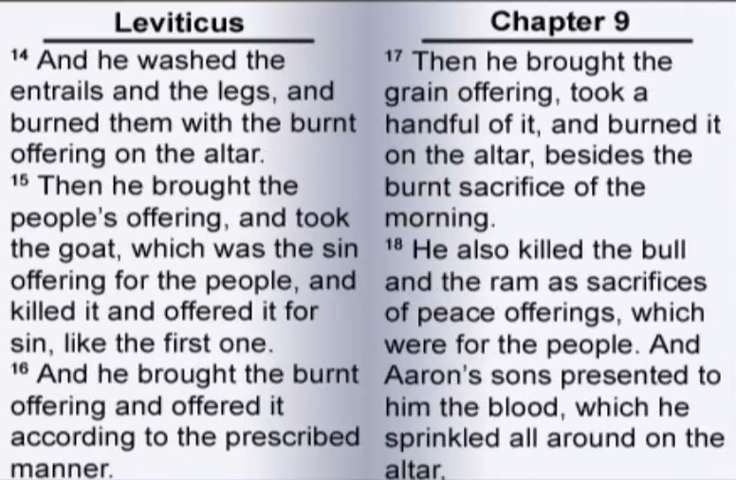 Leviticus
¹⁴ And he washed the
entrails and the legs, and
burned them with the burnt
offering on the altar.
¹⁵ Then he brought the
people's offering, and took
the goat, which was the sin
offering for the people, and
killed it and offered it for
sin, like the first one.
¹⁶ And he brought the burnt
offering and offered it
according to the prescribed
manner.
Chapter 9
¹⁷ Then he brought the
grain offering, took a
handful of it, and burned it
on the altar, besides the
burnt sacrifice of the
morning.
¹⁸ He also killed the bull
and the ram as sacrifices
of peace offerings, which
were for the people. And
Aaron's sons presented to
him the blood, which he
sprinkled all around on the
altar,